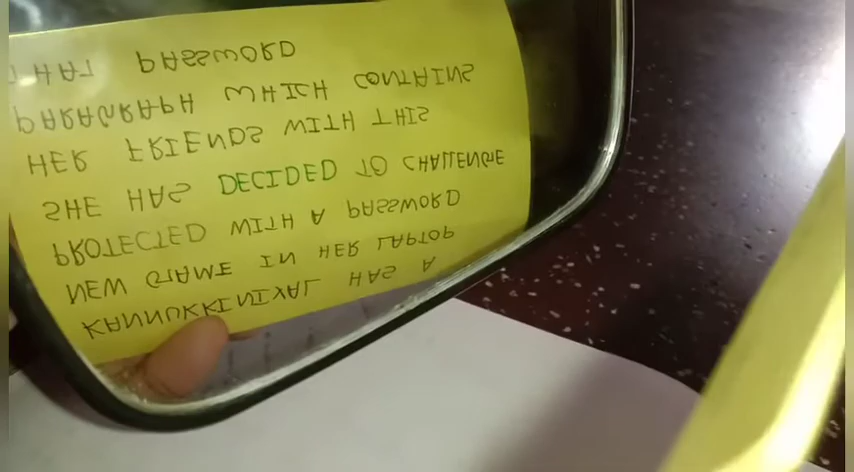 KANNUKKINIXAL HAS A
NEW GAME IN HER LAPTOP
PROTECTED WITH A PASSWORD
SHE HAS DECIDED TO CHALLENGE
HER FRIENDS WITH THIS
PARAGRAPH WHICH CONTAINS
THAT PASSWORD